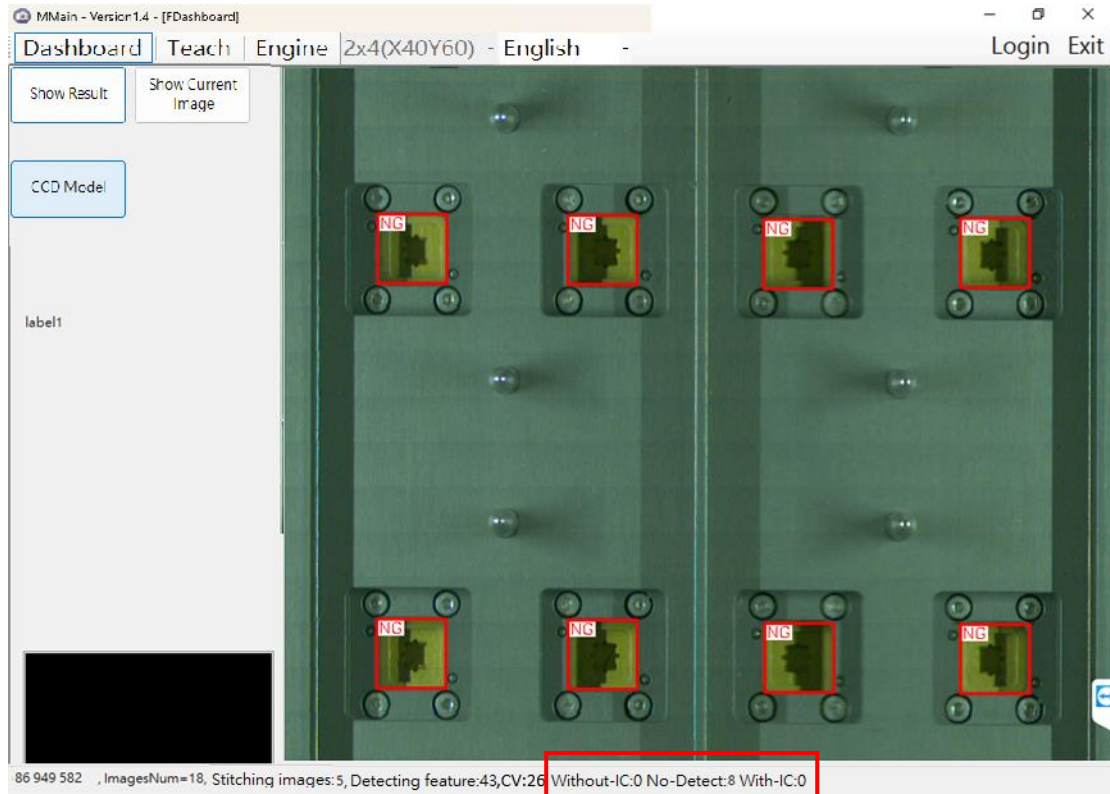 MMain - Version1.4 - [FDashboard]
Dashboard Teach Engine 2x4(X40Y60) - English - Login Exit
Show Result Show Current Image
CCD Model
NG NG NG NG
label1
NG NG NG NG
86 949 582 , ImagesNum=18, Stitching images:5, Detecting feature:43,CV:26 Without-IC:0 No-Detect:8 With-IC:0